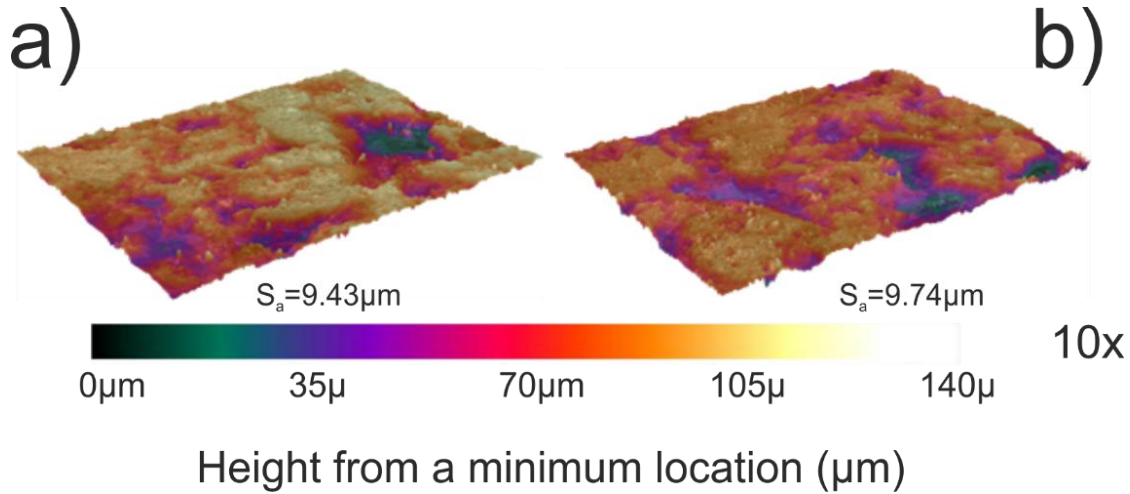 a)
b)
Sa=9.43µm
Sa=9.74µm
10x
0µm 35µ 70µm 105µ 140µ
Height from a minimum location (µm)